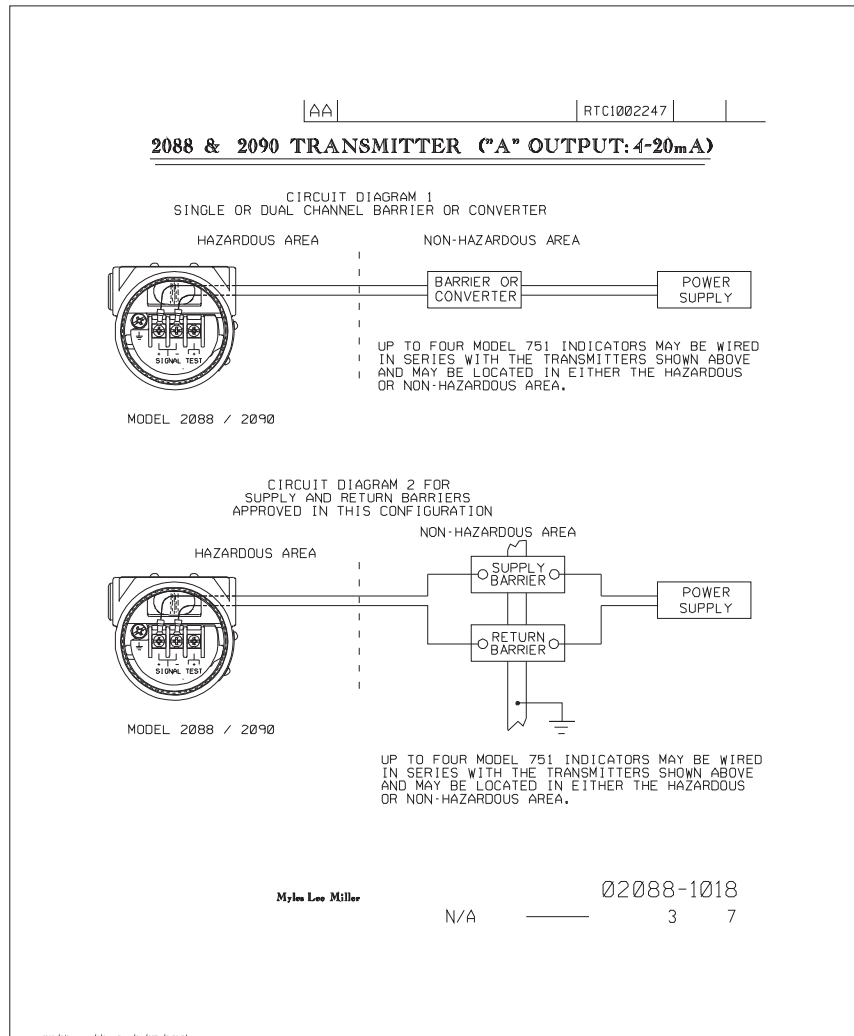 AA RTC1002247
2088 & 2090 TRANSMITTER ("A" OUTPUT: 4-20mA)
CIRCUIT DIAGRAM 1
SINGLE OR DUAL CHANNEL BARRIER OR CONVERTER
HAZARDOUS AREA NON-HAZARDOUS AREA
BARRIER OR
CONVERTER
POWER
SUPPLY
+ - +
SIGNAL TEST
UP TO FOUR MODEL 751 INDICATORS MAY BE WIRED
IN SERIES WITH THE TRANSMITTERS SHOWN ABOVE
AND MAY BE LOCATED IN EITHER THE HAZARDOUS
OR NON-HAZARDOUS AREA.
MODEL 2088 / 2090
CIRCUIT DIAGRAM 2 FOR
SUPPLY AND RETURN BARRIERS
APPROVED IN THIS CONFIGURATION
NON-HAZARDOUS AREA
HAZARDOUS AREA
SUPPLY
BARRIER
POWER
SUPPLY
RETURN
BARRIER
+ - +
SIGNAL TEST
MODEL 2088 / 2090
UP TO FOUR MODEL 751 INDICATORS MAY BE WIRED
IN SERIES WITH THE TRANSMITTERS SHOWN ABOVE
AND MAY BE LOCATED IN EITHER THE HAZARDOUS
OR NON-HAZARDOUS AREA.
Myles Lee Miller
02088-1018
N/A 3 7